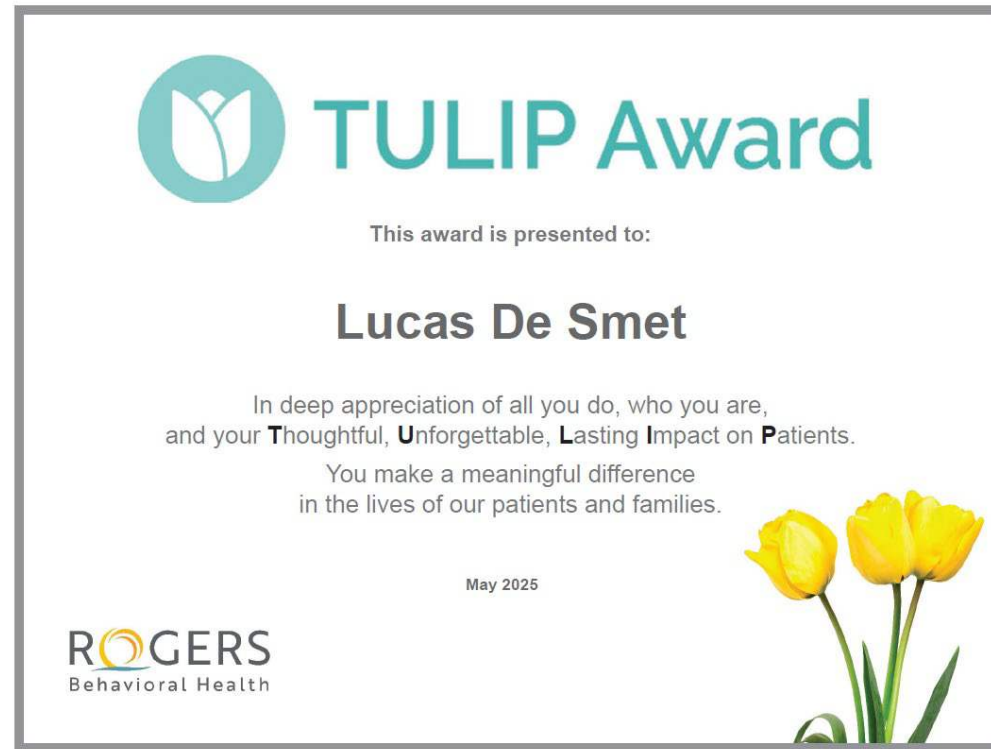 TULIP Award
This award is presented to:
Lucas De Smet
In deep appreciation of all you do, who you are,
and your Thoughtful, Unforgettable, Lasting Impact on Patients.
You make a meaningful difference
in the lives of our patients and families.
May 2025
ROGERS
Behavioral Health